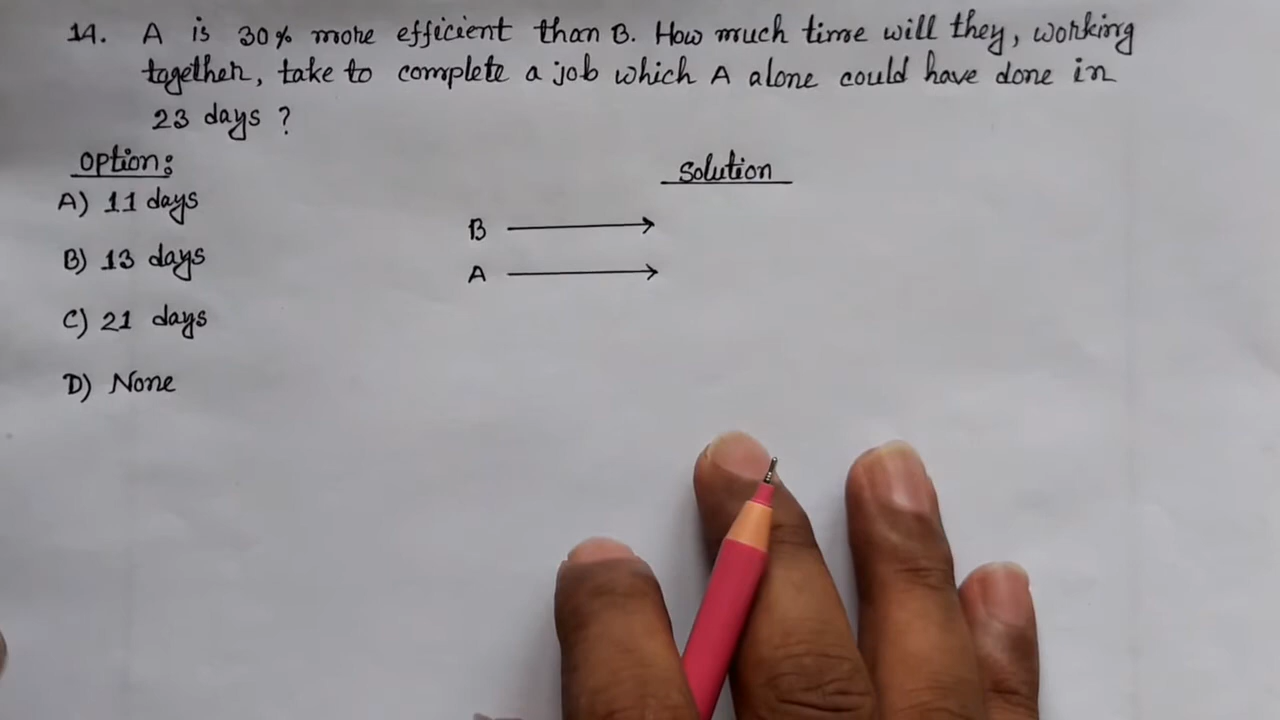 14. A is 30% more efficient than B. How much time will they, working
together, take to complete a job which A alone could have done in
23 days ?
option:
Solution
A) 11 days
B
B) 13 days
A
C) 21 days
D) None